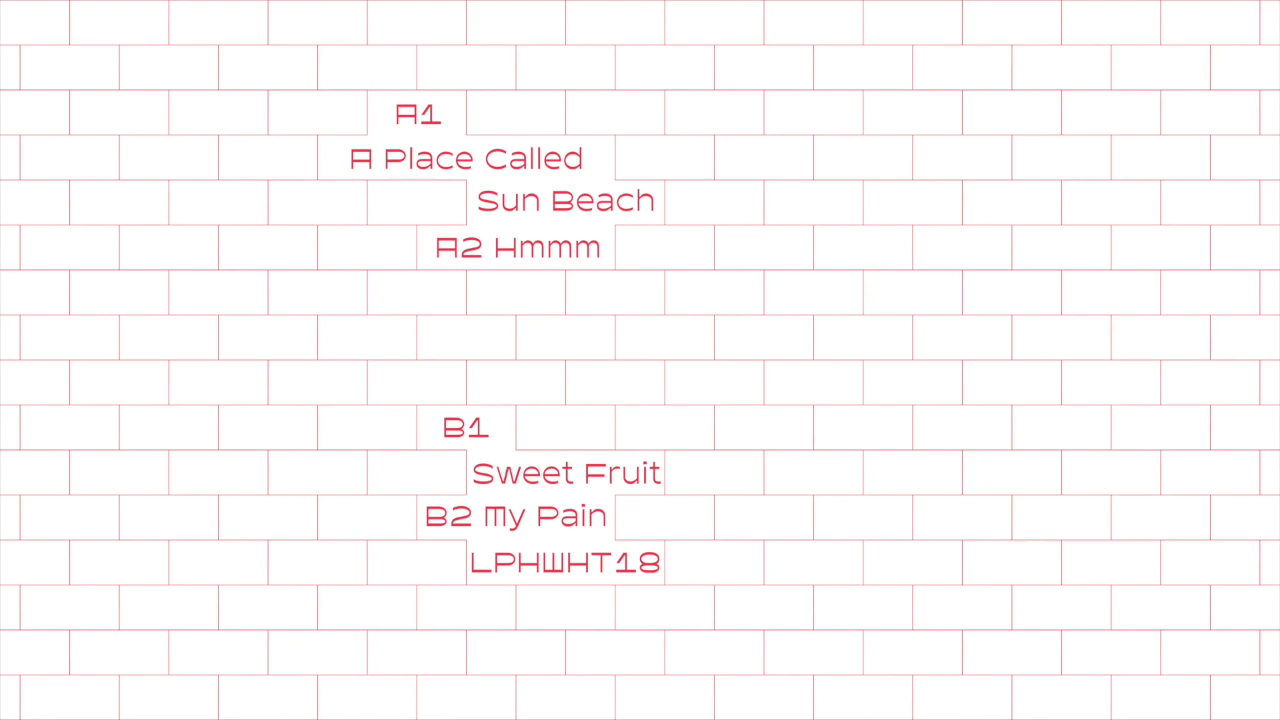 A1
A Place Called
Sun Beach
A2 Hmmm
B1
Sweet Fruit
B2 My Pain
LPHWHT18